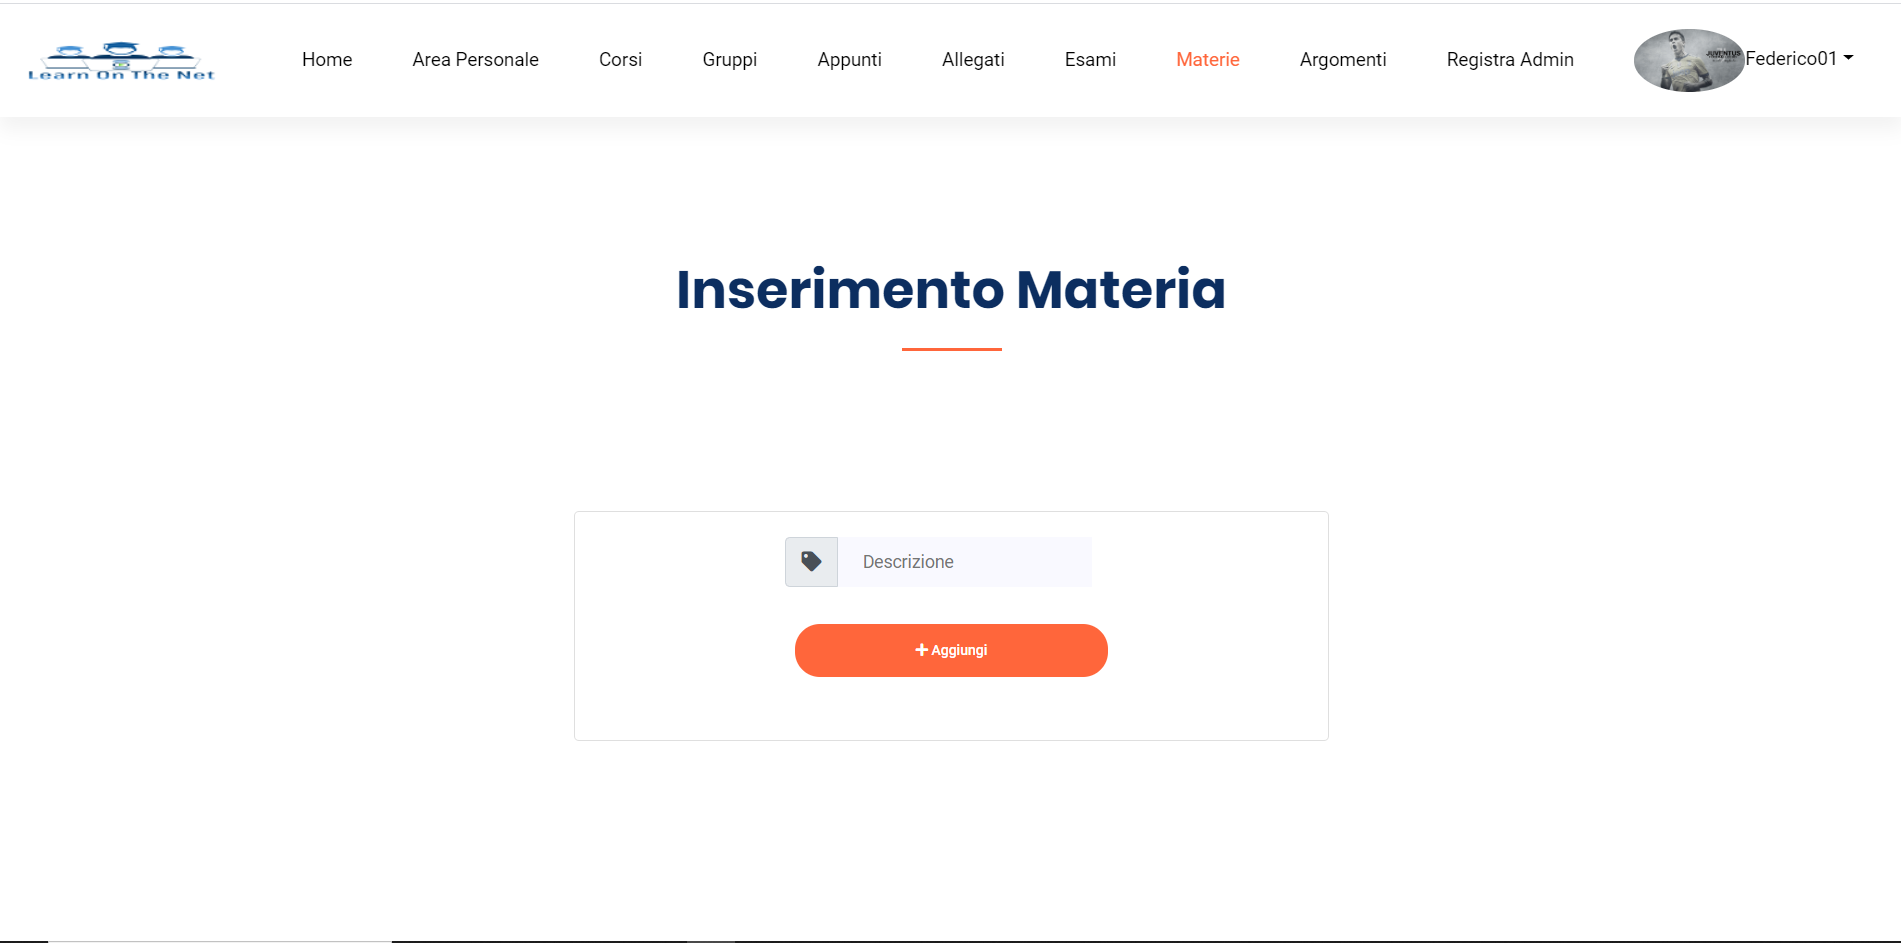 Learn On The Net
Home Area Personale Corsi Gruppi Appunti Allegati Esami Materie Argomenti Registra Admin JUVENTUS Federico01
Inserimento Materia
Descrizione
Aggiungi